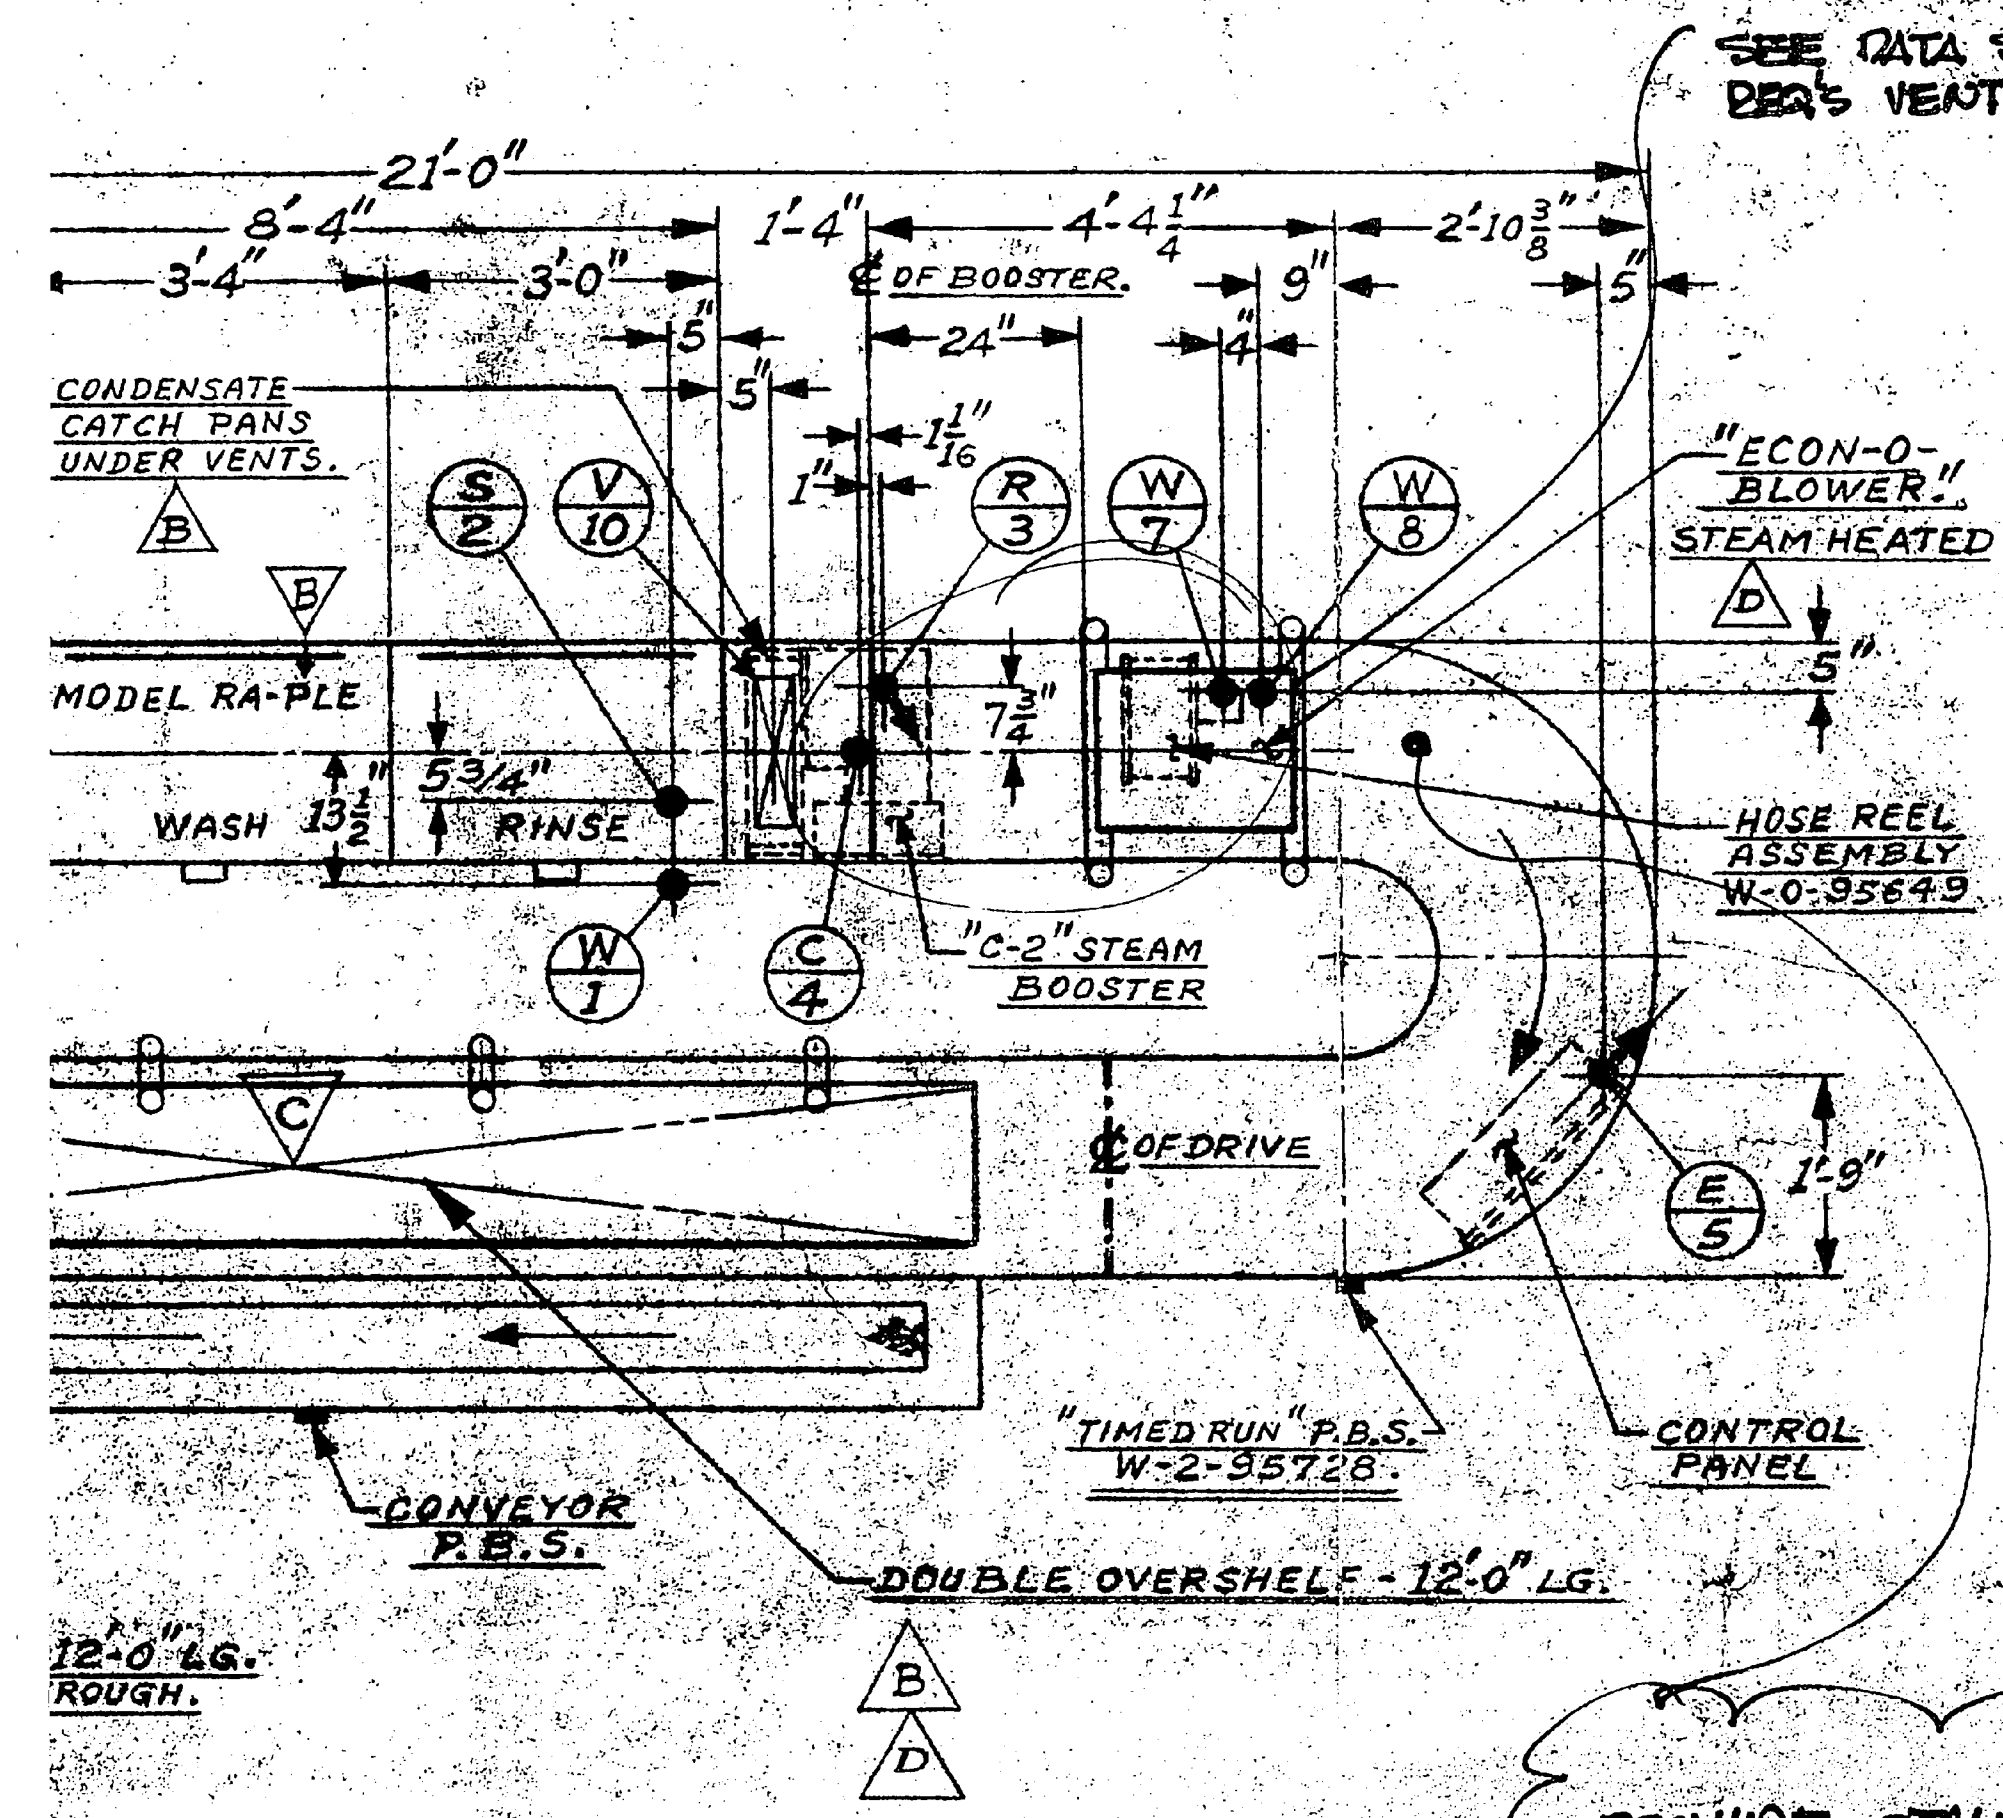 SEE DATA
REQ'S VENT
21'-0"
8'-4"
1'-4"
4'-4 1/4"
2'-10 3/8"
3'-4"
3'-0"
℄ OF BOOSTER.
9"
5"
5"
24"
4"
5"
CONDENSATE
CATCH PANS
UNDER VENTS.
B
1 1/16"
1"
S
2
V
10
R
3
W
7
W
8
"ECON-O-
BLOWER."
STEAM HEATED
D
B
5"
MODEL RA-PLE
7 3/4"
5 3/4"
13 1/2"
WASH
RINSE
HOSE REEL
ASSEMBLY
W-0-95649
W
1
C
4
"C-2" STEAM
BOOSTER
C
℄ OF DRIVE
1'-9"
E
5
"TIMED RUN" P.B.S.
W-2-95728.
CONTROL
PANEL
CONVEYOR
P.B.S.
DOUBLE OVERSHELF - 12'-0" LG.
12'-0" LG.
ROUGH.
B
D